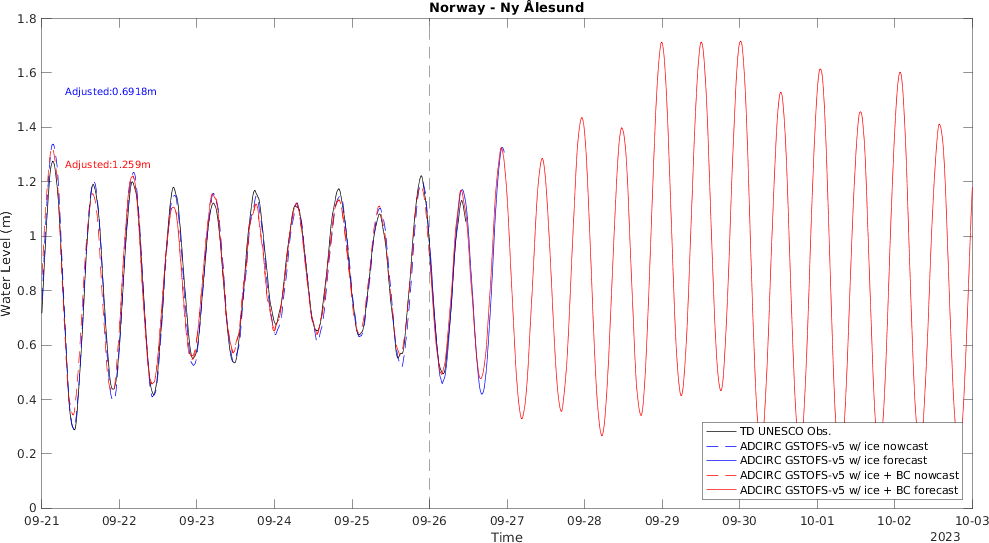 Norway - Ny Ålesund
1.8
1.6
1.4
1.2
1
0.8
0.6
0.4
0.2
0
Water Level (m)
Adjusted:0.6918m
Adjusted:1.259m
TD UNESCO Obs.
ADCIRC GSTOFS-v5 w/ ice nowcast
ADCIRC GSTOFS-v5 w/ ice forecast
ADCIRC GSTOFS-v5 w/ ice + BC nowcast
ADCIRC GSTOFS-v5 w/ ice + BC forecast
09-21 09-22 09-23 09-24 09-25 09-26 09-27 09-28 09-29 09-30 10-01 10-02 10-03
Time
2023